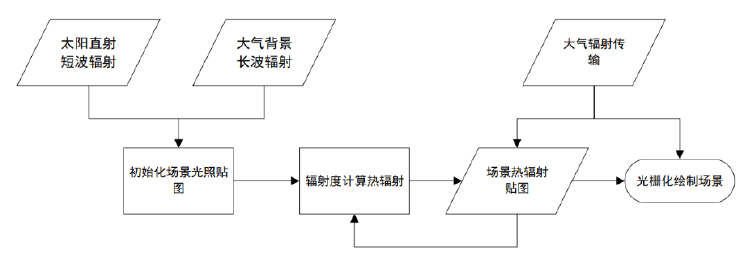 太阳直射
短波辐射
大气背景
长波辐射
大气辐射传
输
初始化场景光照贴
图
辐射度计算热辐射
场景热辐射
贴图
光栅化绘制场景